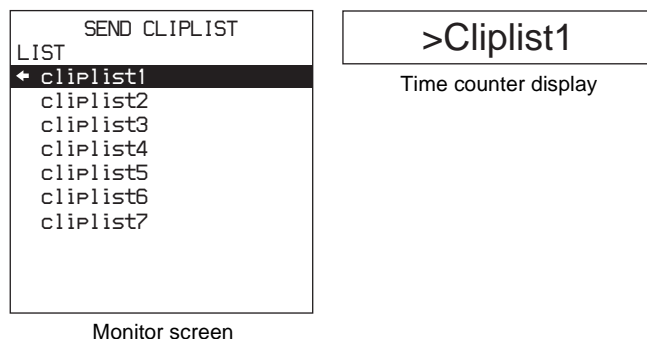 SEND CLIPLIST
LIST
cliplist1
cliplist2
cliplist3
cliplist4
cliplist5
cliplist6
cliplist7
Monitor screen
>Cliplist1
Time counter display